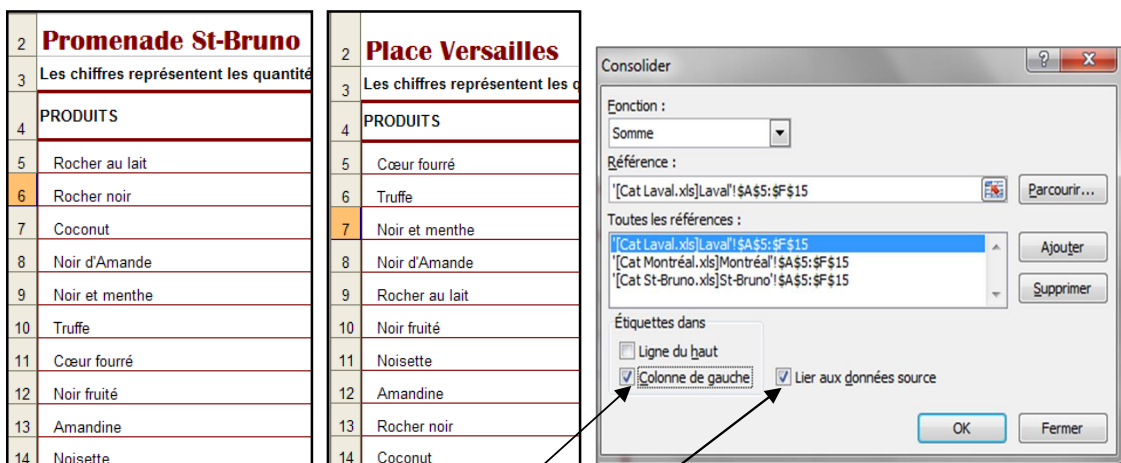 2 Promenade St-Bruno
3 Les chiffres représentent les quantité
4 PRODUITS
5 Rocher au lait
6 Rocher noir
7 Coconut
8 Noir d'Amande
9 Noir et menthe
10 Truffe
11 Cœur fourré
12 Noir fruité
13 Amandine
14 Noisette
2 Place Versailles
3 Les chiffres représentent les q
4 PRODUITS
5 Cœur fourré
6 Truffe
7 Noir et menthe
8 Noir d'Amande
9 Rocher au lait
10 Noir fruité
11 Noisette
12 Amandine
13 Rocher noir
14 Coconut
Consolider
Fonction :
Somme
Référence :
'[Cat Laval.xls]Laval'!$A$5:$F$15 Parcourir...
Toutes les références :
'[Cat Laval.xls]Laval'!$A$5:$F$15 Ajouter
'[Cat Montréal.xls]Montréal'!$A$5:$F$15
'[Cat St-Bruno.xls]St-Bruno'!$A$5:$F$15 Supprimer
Étiquettes dans
Ligne du haut
Colonne de gauche Lier aux données source
OK Fermer